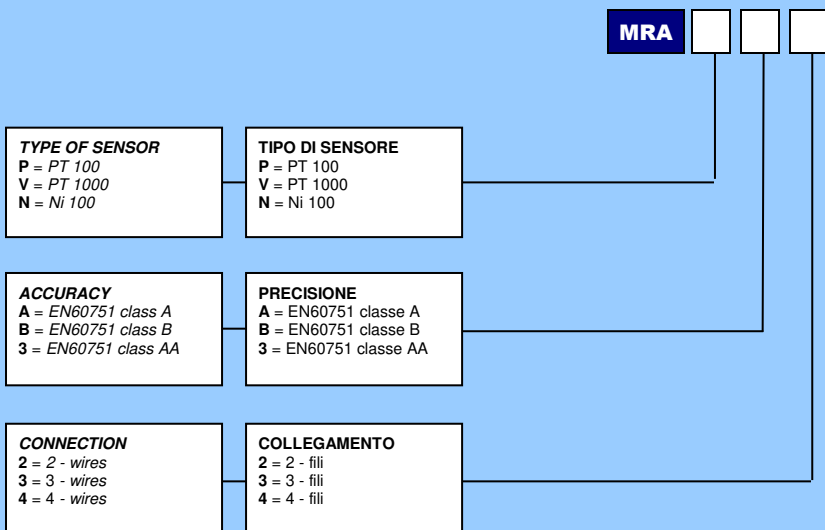 MRA
TYPE OF SENSOR
P = PT 100
V = PT 1000
N = Ni 100
TIPO DI SENSORE
P = PT 100
V = PT 1000
N = Ni 100
ACCURACY
A = EN60751 class A
B = EN60751 class B
3 = EN60751 class AA
PRECISIONE
A = EN60751 classe A
B = EN60751 classe B
3 = EN60751 classe AA
CONNECTION
2 = 2 - wires
3 = 3 - wires
4 = 4 - wires
COLLEGAMENTO
2 = 2 - fili
3 = 3 - fili
4 = 4 - fili